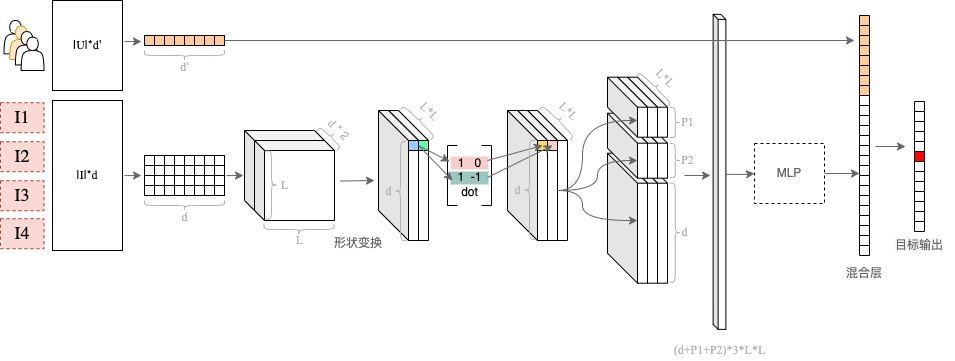 |U|*d'
d'
I1
I2
I3
I4
|I|*d
d
d * 2
L
L
形状变换
L*L
d
1 0
1 -1
dot
L*L
d
L*L
P1
P2
d
(d+P1+P2)*3*L*L
MLP
混合层
目标输出